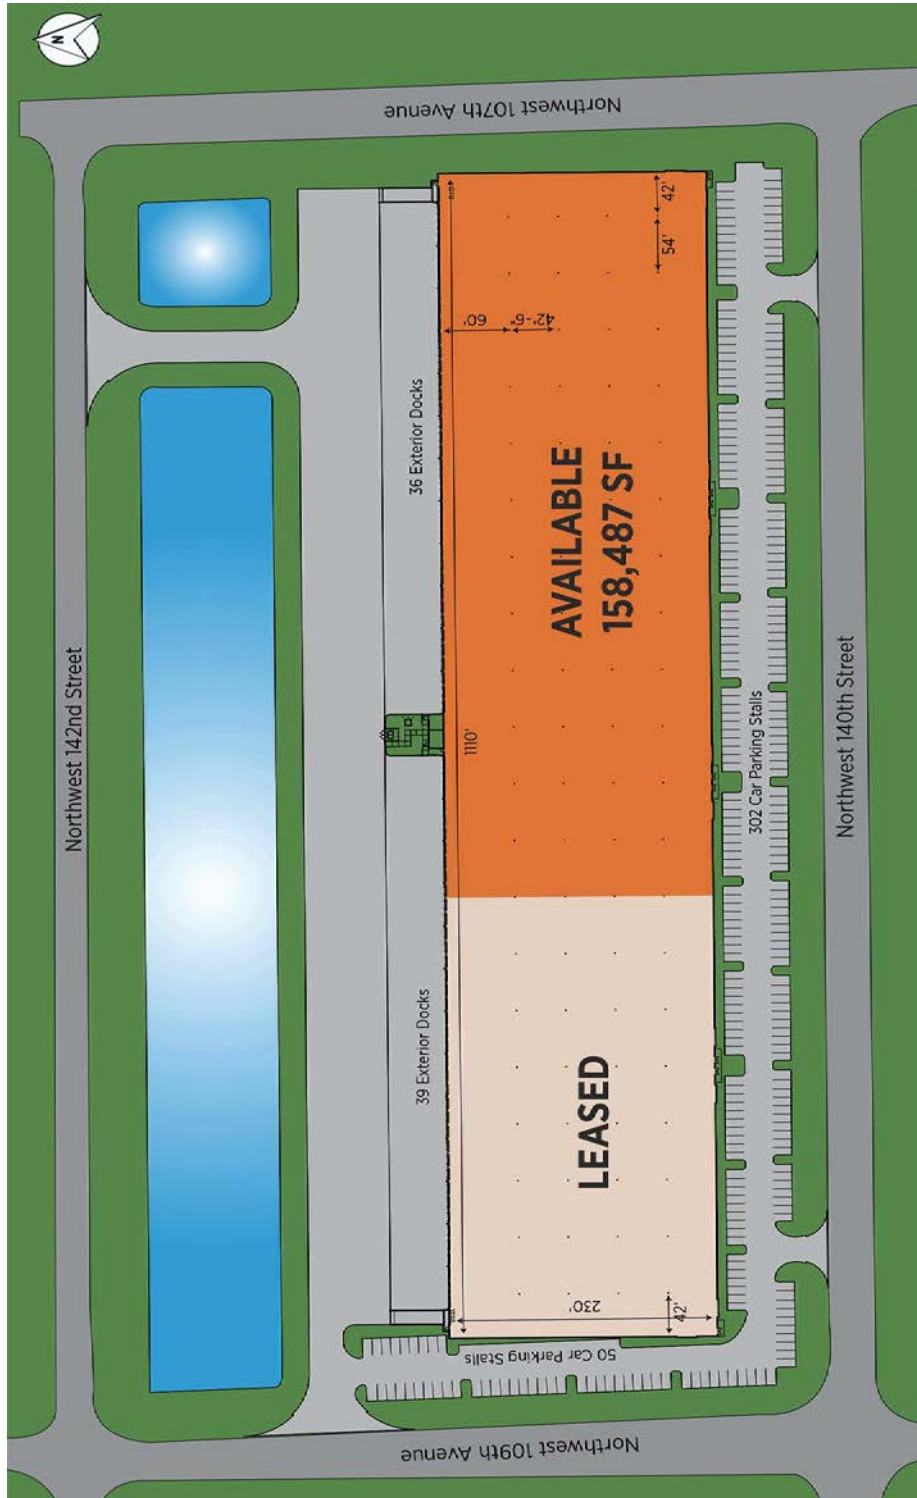 N
Northwest 107th Avenue
Northwest 142nd Street
36 Exterior Docks
42'
54'
60'
42'-6"
AVAILABLE
158,487 SF
1110'
302 Car Parking Stalls
Northwest 140th Street
39 Exterior Docks
LEASED
230'
42'
50 Car Parking Stalls
Northwest 109th Avenue